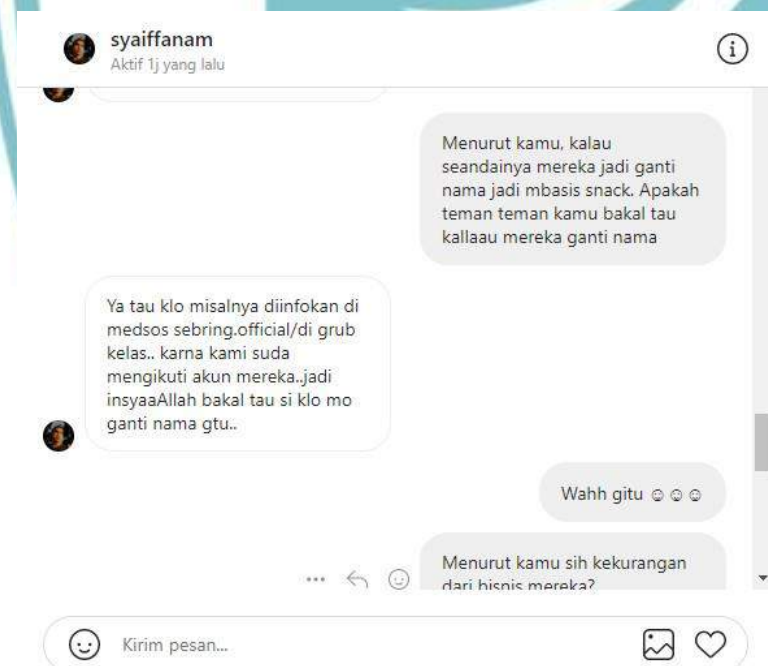 syaiffanam
Aktif 1j yang lalu
Menurut kamu, kalau
seandainya mereka jadi ganti
nama jadi mbasis snack. Apakah
teman teman kamu bakal tau
kallaau mereka ganti nama
Ya tau klo misalnya diinfokan di
medsos sebring.official/di grub
kelas.. karna kami suda
mengikuti akun mereka..jadi
insyaaAllah bakal tau si klo mo
ganti nama gtu..
Wahh gitu ☺☺☺
Menurut kamu sih kekurangan
dari bisnis mereka?
Kirim pesan...